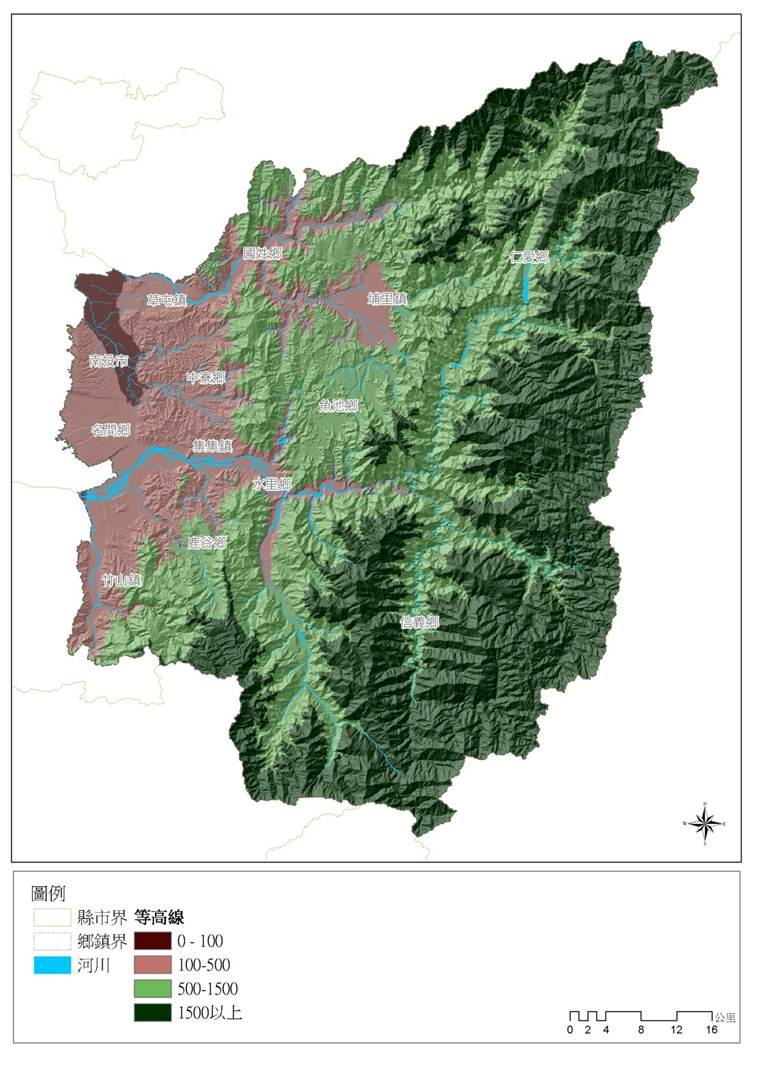 仁愛鄉
國姓鄉
草屯鎮
埔里鎮
南投市
中寮鄉
魚池鄉
名間鄉
集集鎮
水里鄉
鹿谷鄉
竹山鎮
信義鄉
N
W E
S
圖例
縣市界 等高線
鄉鎮界 0 - 100
河川 100-500
500-1500
1500以上
公里
0 2 4 8 12 16